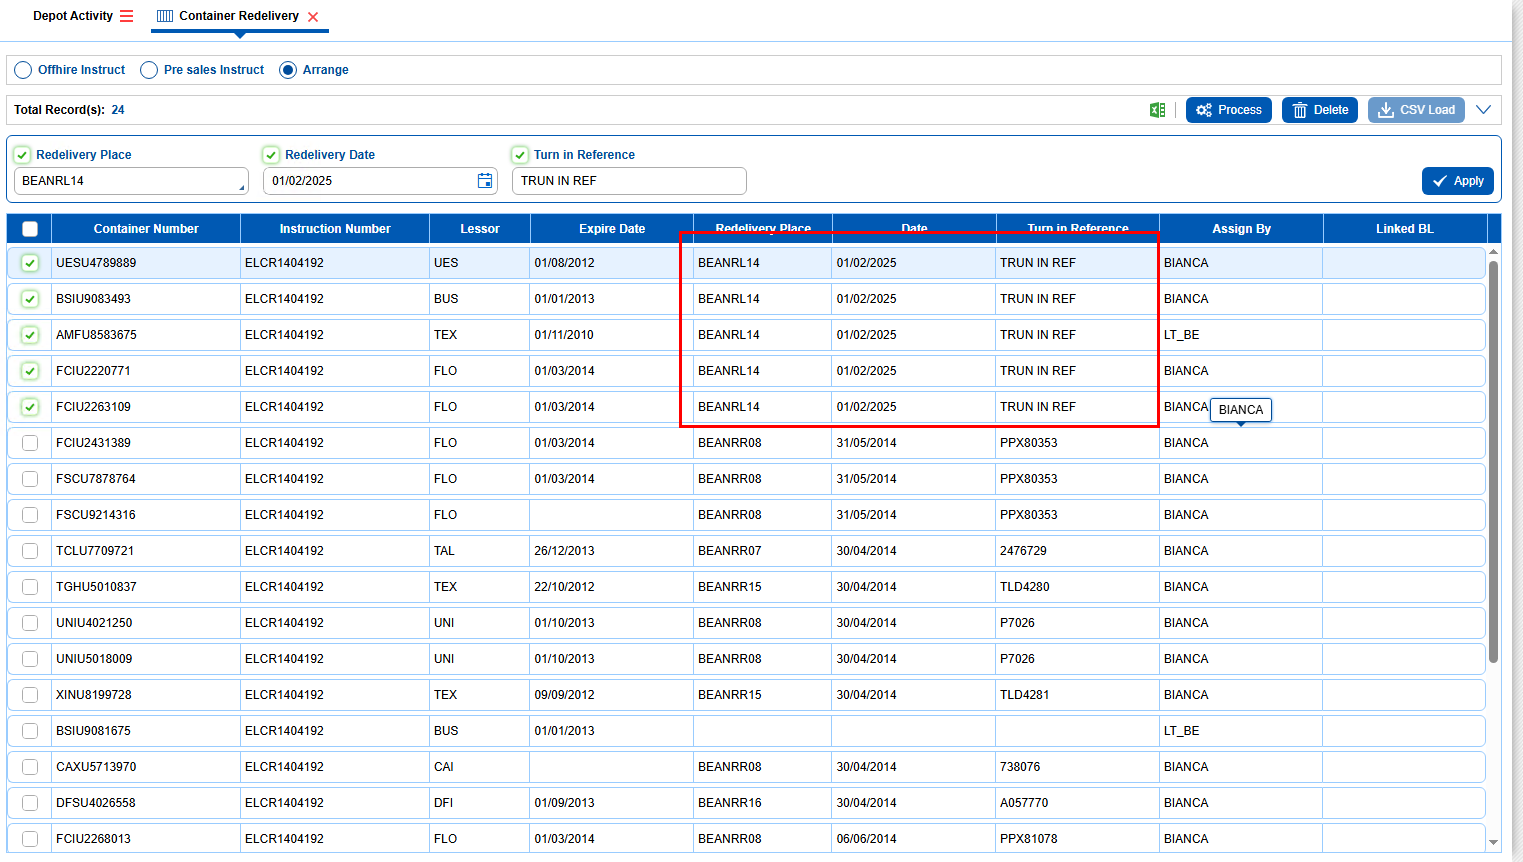 Depot Activity Container Redelivery
Offhire Instruct Pre sales Instruct Arrange
Total Record(s): 24 Process Delete CSV Load
Redelivery Place Redelivery Date Turn in Reference
BEANRL14 01/02/2025 TRUN IN REF Apply
Container Number Instruction Number Lessor Expire Date Redelivery Place Date Turn in Reference Assign By Linked BL
UESU4789889 ELCR1404192 UES 01/08/2012 BEANRL14 01/02/2025 TRUN IN REF BIANCA
BSIU9083493 ELCR1404192 BUS 01/01/2013 BEANRL14 01/02/2025 TRUN IN REF BIANCA
AMFU8583675 ELCR1404192 TEX 01/11/2010 BEANRL14 01/02/2025 TRUN IN REF LT_BE
FCIU2220771 ELCR1404192 FLO 01/03/2014 BEANRL14 01/02/2025 TRUN IN REF BIANCA
FCIU2263109 ELCR1404192 FLO 01/03/2014 BEANRL14 01/02/2025 TRUN IN REF BIANCA BIANCA
FCIU2431389 ELCR1404192 FLO 01/03/2014 BEANRR08 31/05/2014 PPX80353 BIANCA
FSCU7878764 ELCR1404192 FLO 01/03/2014 BEANRR08 31/05/2014 PPX80353 BIANCA
FSCU9214316 ELCR1404192 FLO BEANRR08 31/05/2014 PPX80353 BIANCA
TCLU7709721 ELCR1404192 TAL 26/12/2013 BEANRR07 30/04/2014 2476729 BIANCA
TGHU5010837 ELCR1404192 TEX 22/10/2012 BEANRR15 30/04/2014 TLD4280 BIANCA
UNIU4021250 ELCR1404192 UNI 01/10/2013 BEANRR08 30/04/2014 P7026 BIANCA
UNIU5018009 ELCR1404192 UNI 01/10/2013 BEANRR08 30/04/2014 P7026 BIANCA
XINU8199728 ELCR1404192 TEX 09/09/2012 BEANRR15 30/04/2014 TLD4281 BIANCA
BSIU9081675 ELCR1404192 BUS 01/01/2013 LT_BE
CAXU5713970 ELCR1404192 CAI BEANRR08 30/04/2014 738076 BIANCA
DFSU4026558 ELCR1404192 DFI 01/09/2013 BEANRR16 30/04/2014 A057770 BIANCA
FCIU2268013 ELCR1404192 FLO 01/03/2014 BEANRR08 06/06/2014 PPX81078 BIANCA